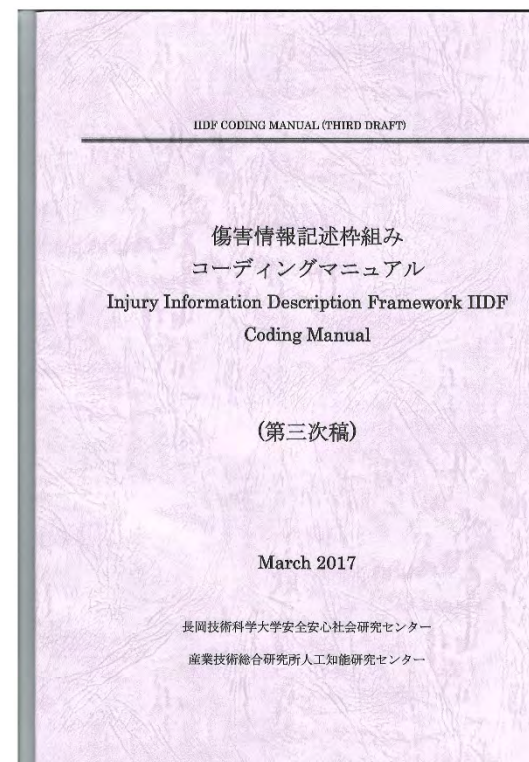 IIDF CODING MANUAL (THIRD DRAFT)
傷害情報記述枠組み
コーディングマニュアル
Injury Information Description Framework IIDF
Coding Manual
(第三次稿)
March 2017
長岡技術科学大学安全安心社会研究センター
産業技術総合研究所人工知能研究センター